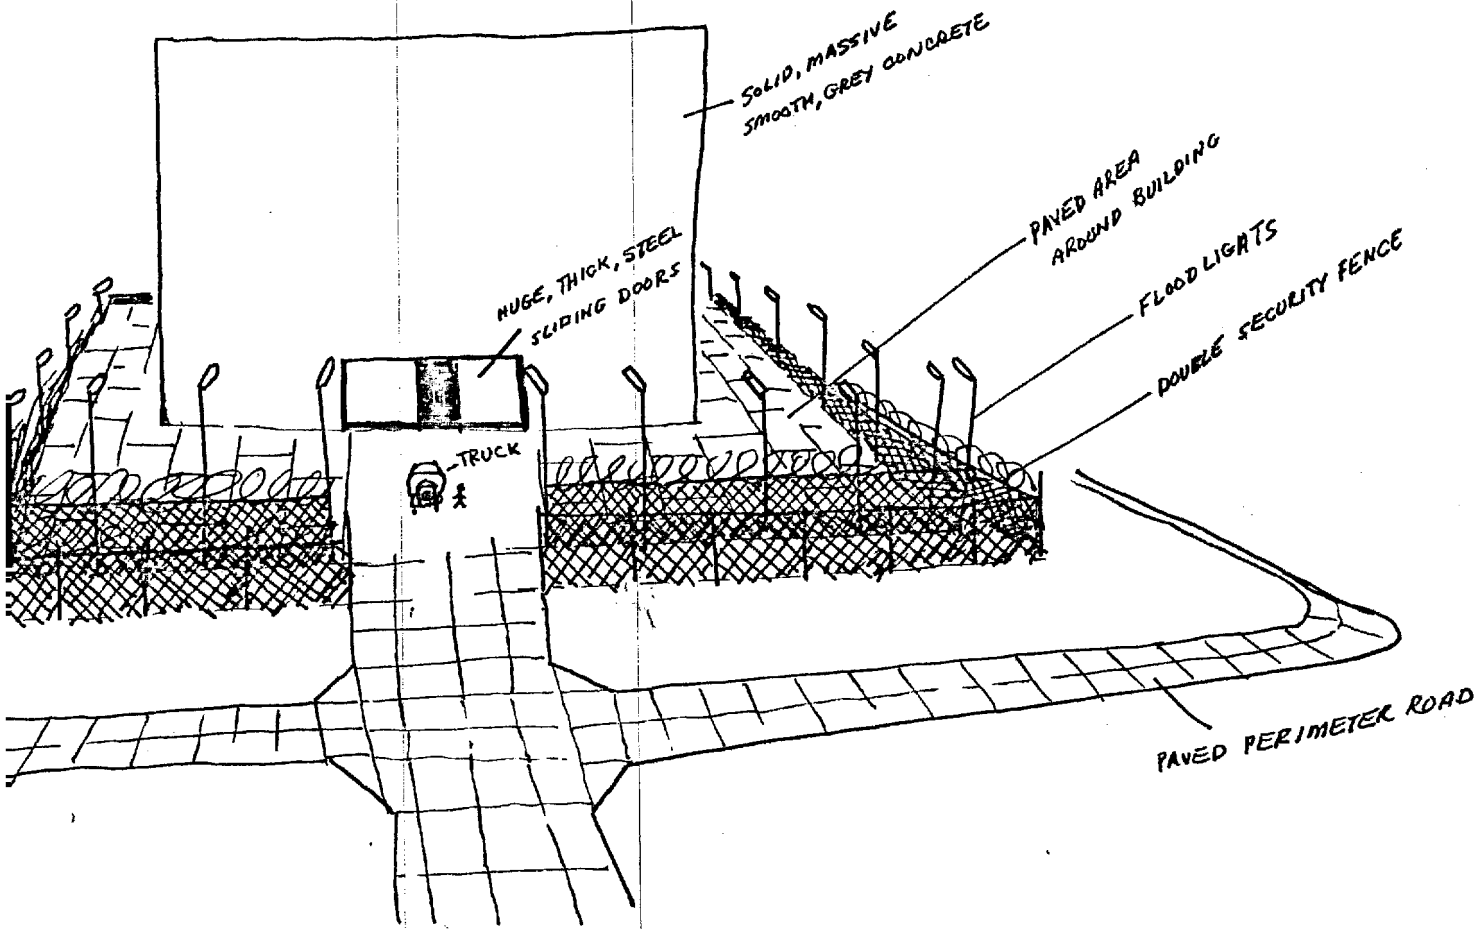 SOLID, MASSIVE
SMOOTH, GREY CONCRETE
PAVED AREA
AROUND BUILDING
HUGE, THICK, STEEL
SLIDING DOORS
FLOOD LIGHTS
DOUBLE SECURITY FENCE
TRUCK
PAVED PERIMETER ROAD